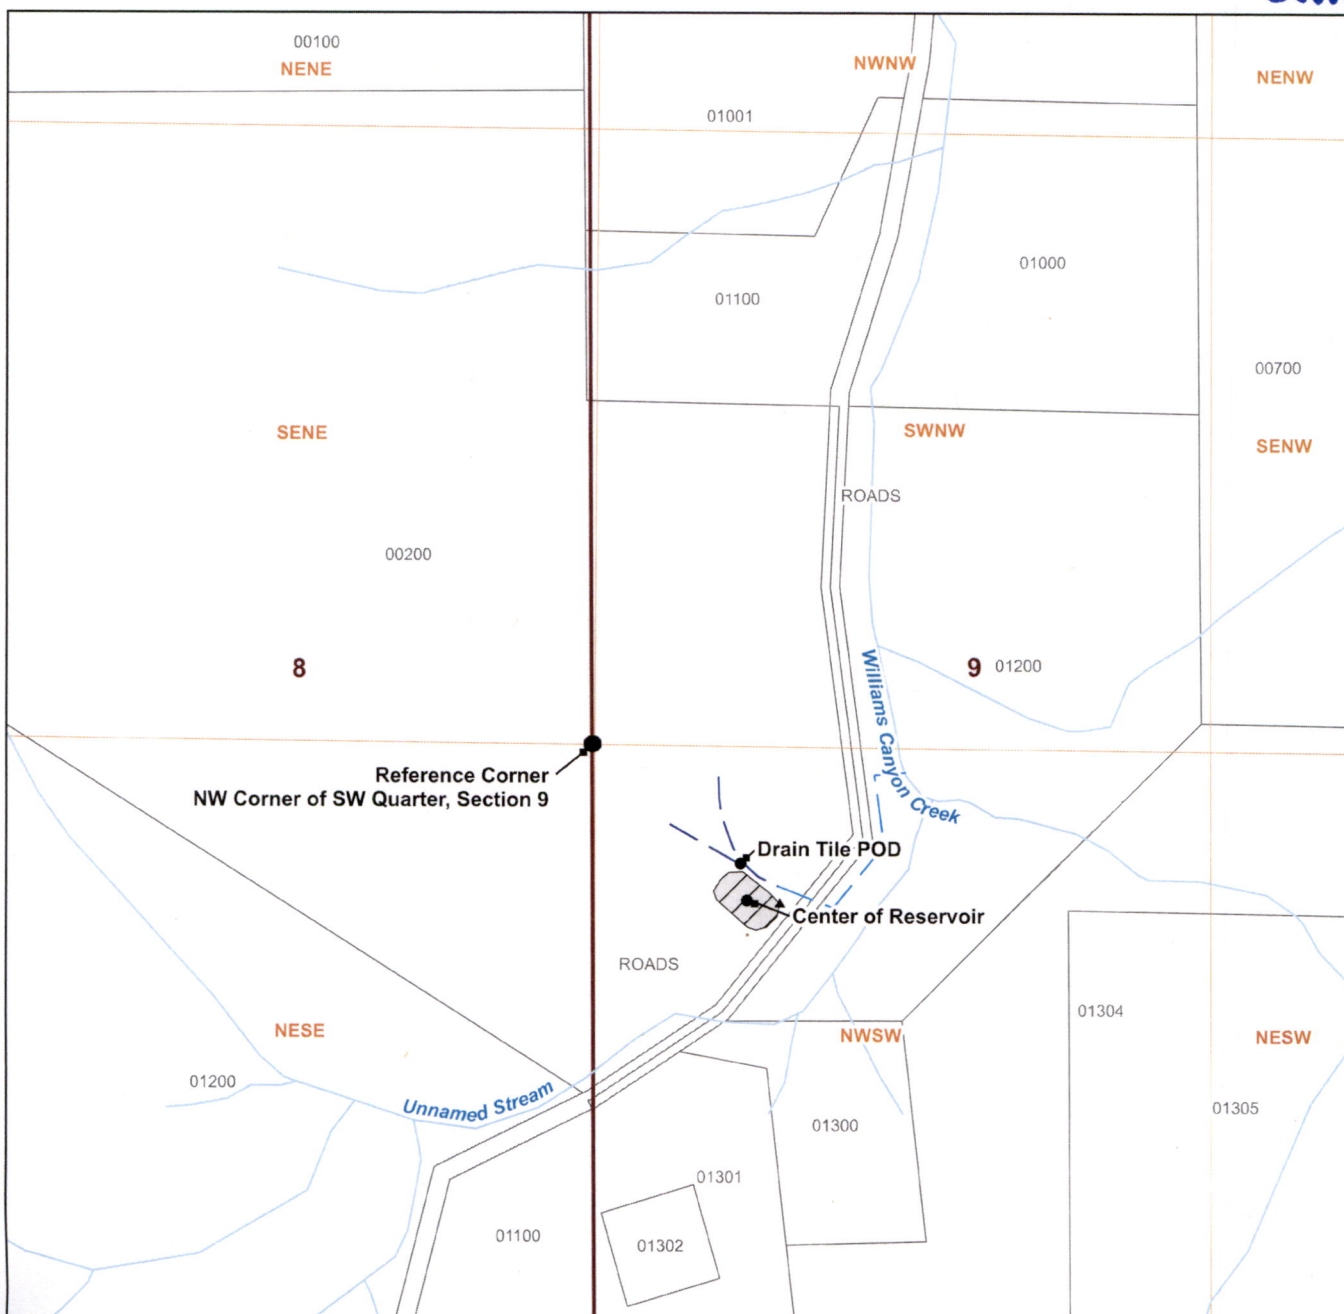 00100
NENE
NWNW
NENW
01001
01000
01100
00700
SENE
SWNW
SENW
ROADS
00200
8
9 01200
Williams Canyon Creek
Reference Corner
NW Corner of SW Quarter, Section 9
Drain Tile POD
Center of Reservoir
ROADS
01304
NESE
NWSW
NESW
01200
Unnamed Stream
01305
01300
01301
01100
01302